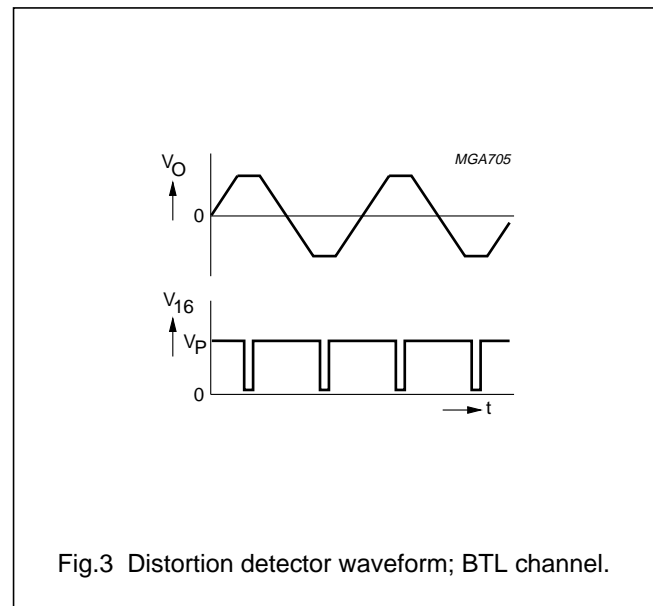 MGA705
VO
0
V16
VP
0
t
Fig.3 Distortion detector waveform; BTL channel.